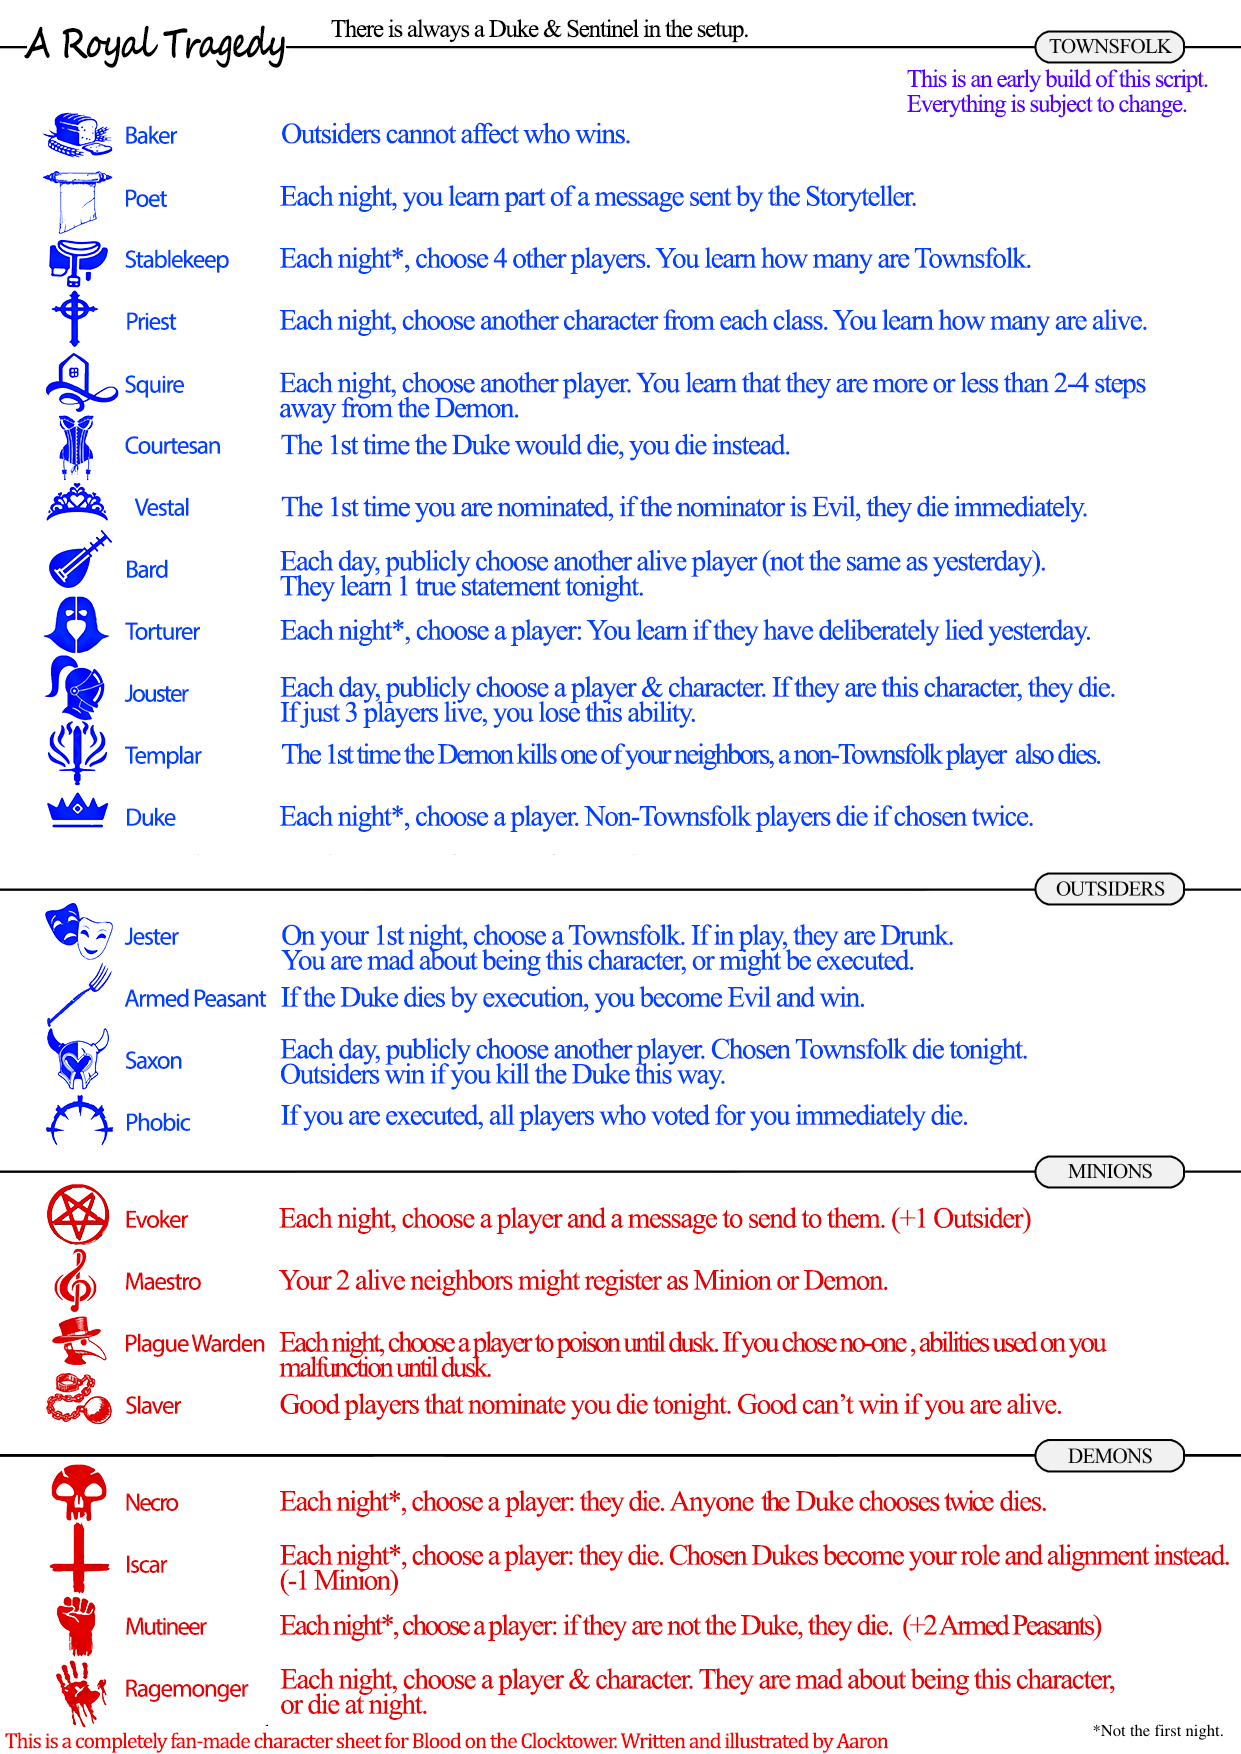 A Royal Tragedy
There is always a Duke & Sentinel in the setup.
TOWNSFOLK
This is an early build of this script.
Everything is subject to change.
Baker Outsiders cannot affect who wins.
Poet Each night, you learn part of a message sent by the Storyteller.
Stablekeep Each night*, choose 4 other players. You learn how many are Townsfolk.
Priest Each night, choose another character from each class. You learn how many are alive.
Squire Each night, choose another player. You learn that they are more or less than 2-4 steps
away from the Demon.
Courtesan The 1st time the Duke would die, you die instead.
Vestal The 1st time you are nominated, if the nominator is Evil, they die immediately.
Bard Each day, publicly choose another alive player (not the same as yesterday).
They learn 1 true statement tonight.
Torturer Each night*, choose a player: You learn if they have deliberately lied yesterday.
Jouster Each day, publicly choose a player & character. If they are this character, they die.
If just 3 players live, you lose this ability.
Templar The 1st time the Demon kills one of your neighbors, a non-Townsfolk player also dies.
Duke Each night*, choose a player. Non-Townsfolk players die if chosen twice.
OUTSIDERS
Jester On your 1st night, choose a Townsfolk. If in play, they are Drunk.
You are mad about being this character, or might be executed.
Armed Peasant If the Duke dies by execution, you become Evil and win.
Saxon Each day, publicly choose another player. Chosen Townsfolk die tonight.
Outsiders win if you kill the Duke this way.
Phobic If you are executed, all players who voted for you immediately die.
MINIONS
Evoker Each night, choose a player and a message to send to them. (+1 Outsider)
Maestro Your 2 alive neighbors might register as Minion or Demon.
Plague Warden Each night, choose a player to poison until dusk. If you chose no-one , abilities used on you
malfunction until dusk.
Slaver Good players that nominate you die tonight. Good can't win if you are alive.
DEMONS
Necro Each night*, choose a player: they die. Anyone the Duke chooses twice dies.
Iscar Each night*, choose a player: they die. Chosen Dukes become your role and alignment instead.
(-1 Minion)
Mutineer Each night*, choose a player: if they are not the Duke, they die. (+2 Armed Peasants)
Ragemonger Each night, choose a player & character. They are mad about being this character,
or die at night.
*Not the first night.
This is a completely fan-made character sheet for Blood on the Clocktower. Written and illustrated by Aaron